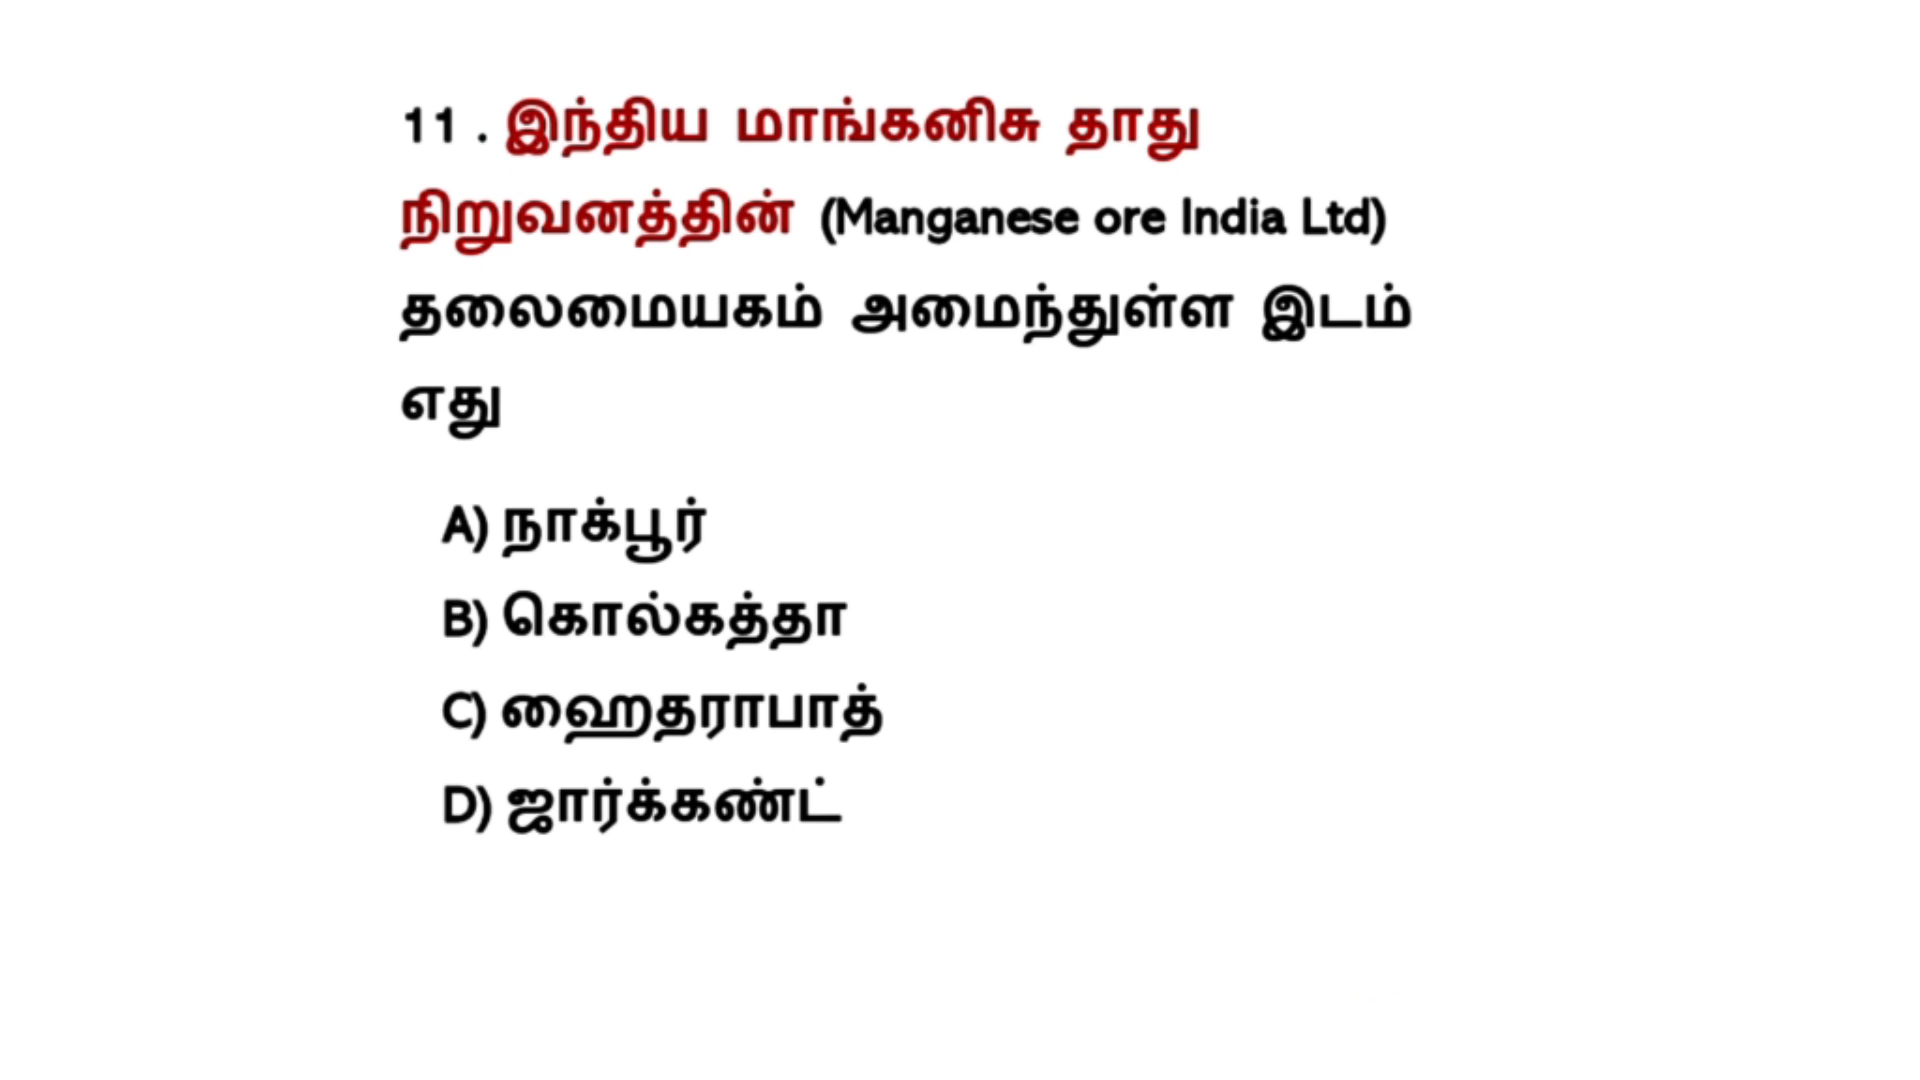 11 . இந்திய மாங்கனிசு தாது
நிறுவனத்தின் (Manganese ore India Ltd)
தலைமையகம் அமைந்துள்ள இடம்
எது
A) நாக்பூர்
B) கொல்கத்தா
C) ஹைதராபாத்
D) ஜார்க்கண்ட்